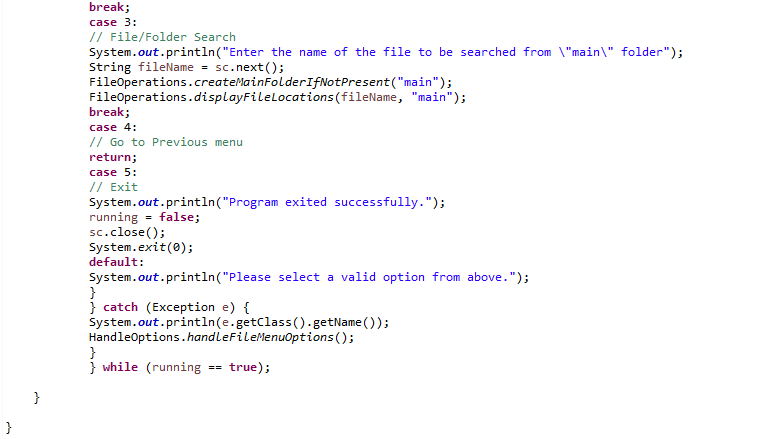 break;
case 3:
// File/Folder Search
System.out.println("Enter the name of the file to be searched from \"main\" folder");
String fileName = sc.next();
FileOperations.createMainFolderIfNotPresent("main");
FileOperations.displayFileLocations(fileName, "main");
break;
case 4:
// Go to Previous menu
return;
case 5:
// Exit
System.out.println("Program exited successfully.");
running = false;
sc.close();
System.exit(0);
default:
System.out.println("Please select a valid option from above.");
}
} catch (Exception e) {
System.out.println(e.getClass().getName());
HandleOptions.handleFileMenuOptions();
}
} while (running == true);
}
}